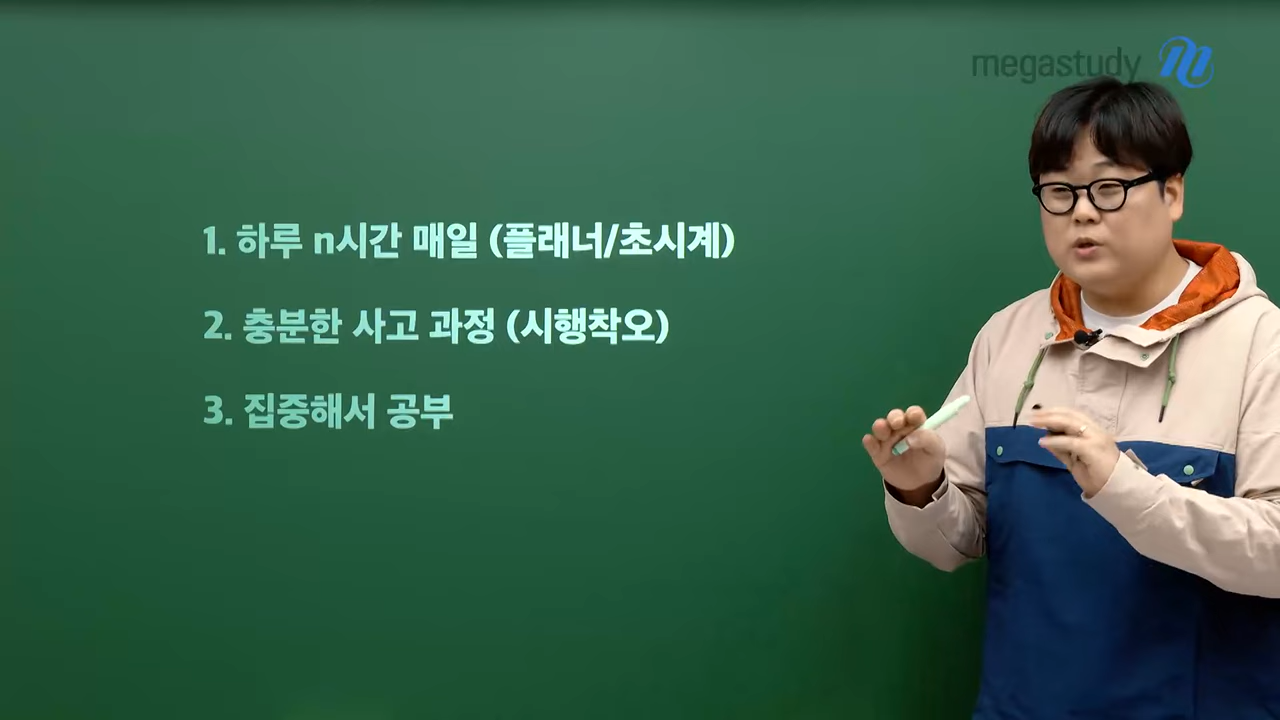 megastudy
1. 하루 n시간 매일 (플래너/초시계)
2. 충분한 사고 과정 (시행착오)
3. 집중해서 공부